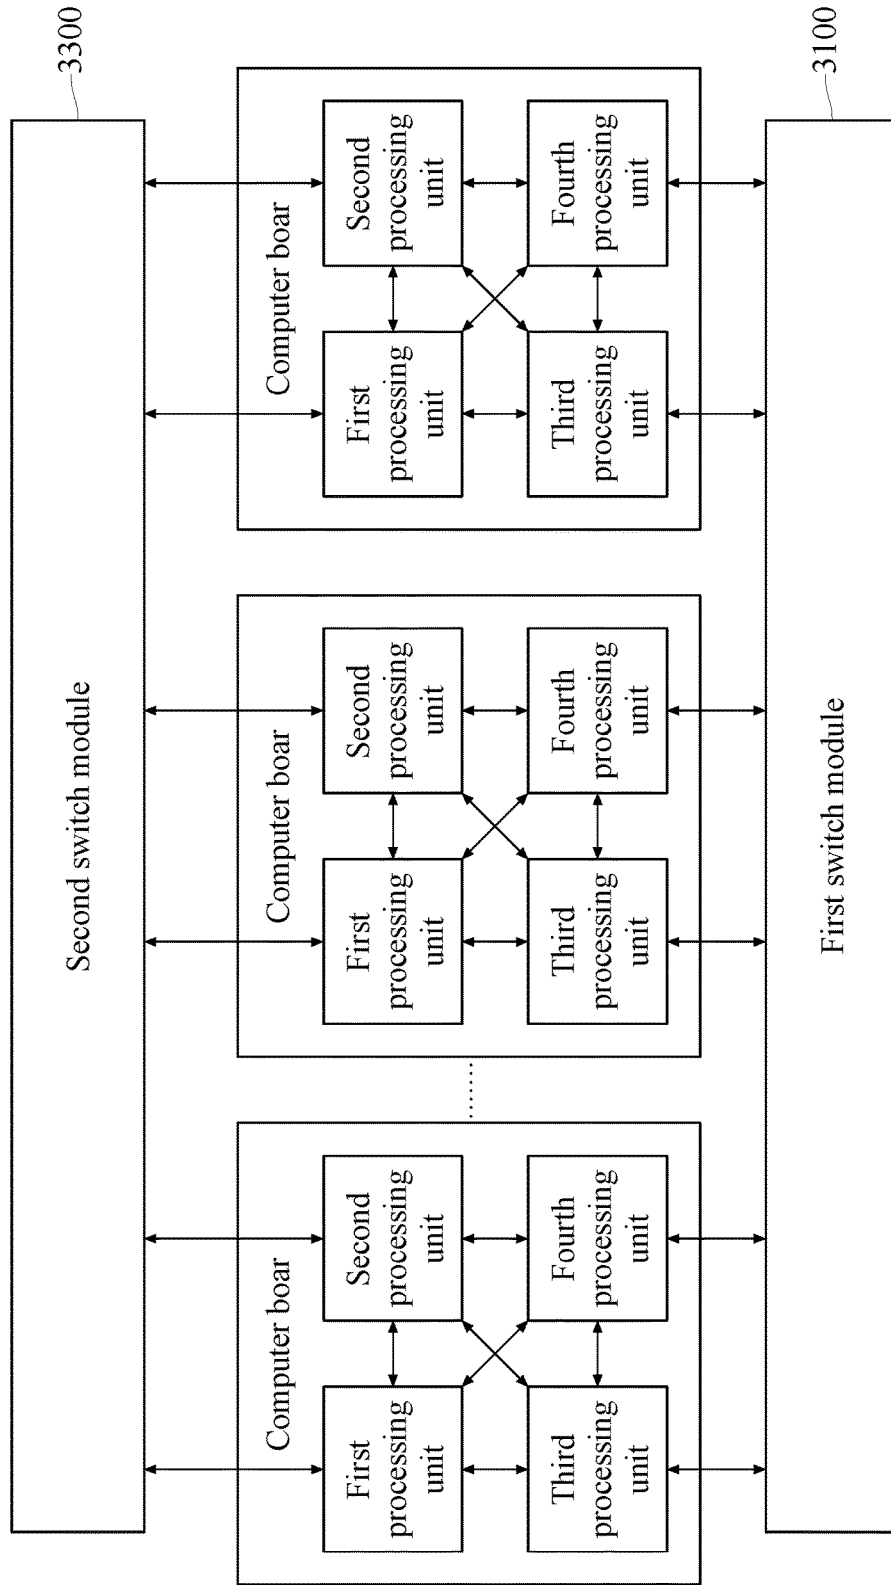 3300
Second switch module
Computer boar
First
processing
unit
Second
processing
unit
Third
processing
unit
Fourth
processing
unit
Computer boar
First
processing
unit
Second
processing
unit
Third
processing
unit
Fourth
processing
unit
Computer boar
First
processing
unit
Second
processing
unit
Third
processing
unit
Fourth
processing
unit
First switch module
3100